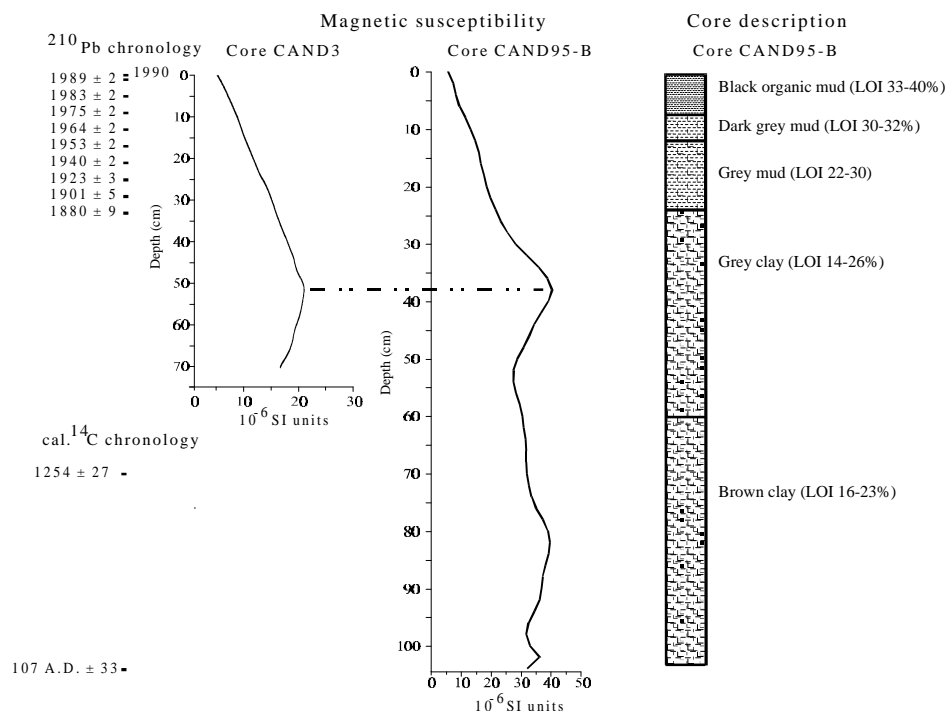 Magnetic susceptibility
Core description
210Pb chronology
Core CAND3
Core CAND95-B
Core CAND95-B
1990
1989 ± 2
1983 ± 2
1975 ± 2
1964 ± 2
1953 ± 2
1940 ± 2
1923 ± 3
1901 ± 5
1880 ± 9
0
10
20
30
40
50
60
70
Depth (cm)
0 10 20 30
10-6 SI units
0
10
20
30
40
50
60
70
80
90
100
Depth (cm)
0 10 20 30 40 50
10-6 SI units
Black organic mud (LOI 33-40%)
Dark grey mud (LOI 30-32%)
Grey mud (LOI 22-30)
Grey clay (LOI 14-26%)
Brown clay (LOI 16-23%)
cal.14C chronology
1254 ± 27
107 A.D. ± 33